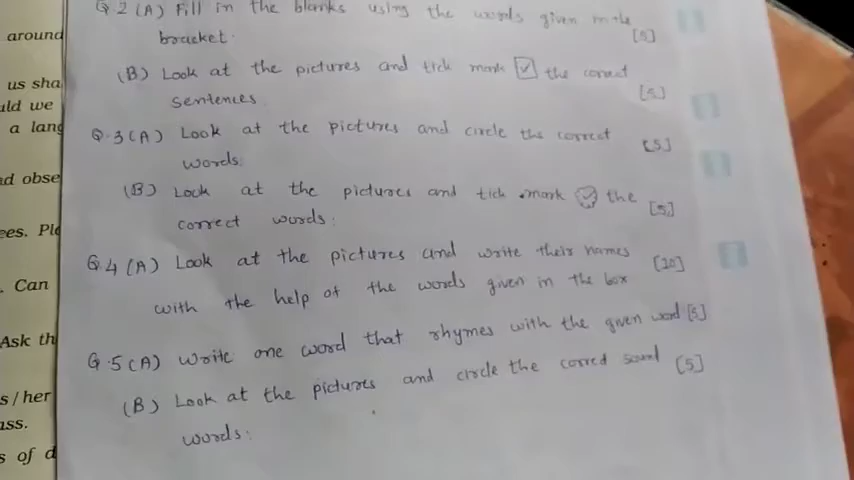 around
us sha
uld we
a lang
ed obse
ees. Ple
. Can
Ask th
s/her
ass.
s of d
Q.2 (A) Fill in the blanks using the words given in the
bracket. [5]
(B) Look at the pictures and tick mark ☑ the correct
sentences [5]
Q.3 (A) Look at the pictures and circle the correct
words: [5]
(B) Look at the pictures and tick mark ☑ the
correct words: [5]
Q.4 (A) Look at the pictures and write their names
with the help of the words given in the box [10]
Q.5 (A) Write one word that rhymes with the given word [5]
(B) Look at the pictures and circle the correct sound [5]
words: